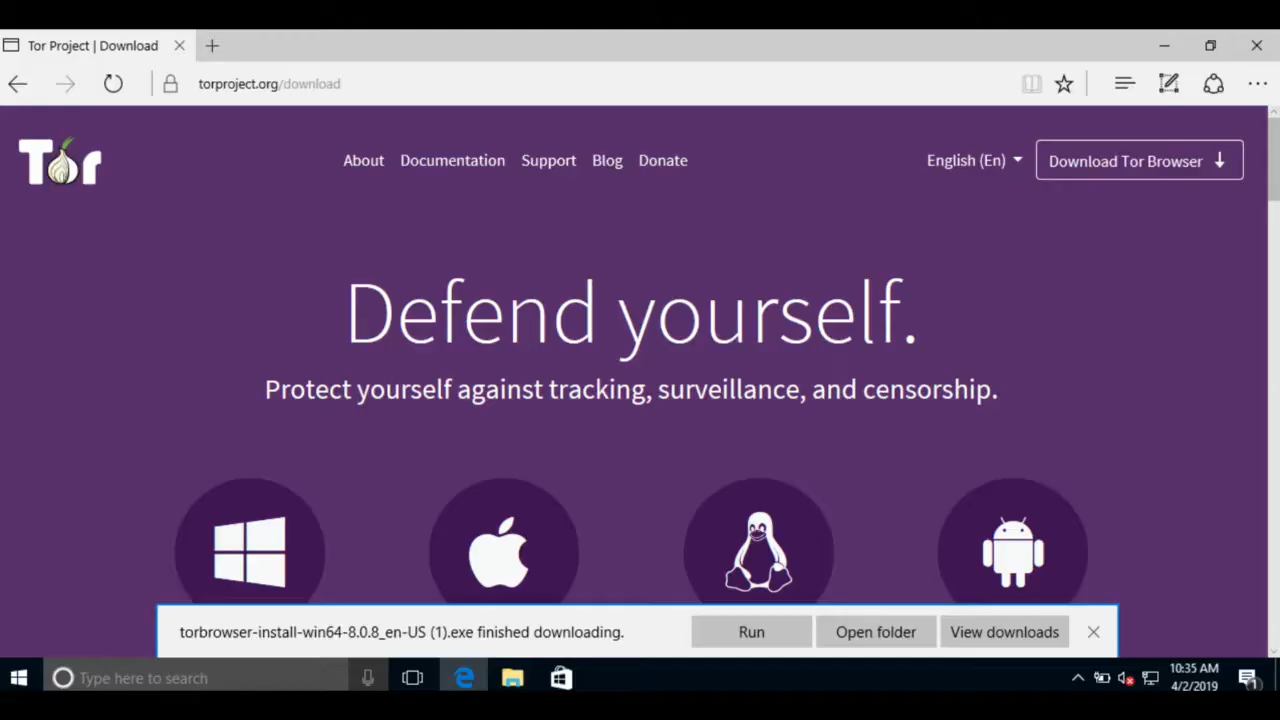 Tor Project | Download
torproject.org/download
Tor
About Documentation Support Blog Donate English (En) Download Tor Browser
Defend yourself.
Protect yourself against tracking, surveillance, and censorship.
torbrowser-install-win64-8.0.8_en-US (1).exe finished downloading. Run Open folder View downloads
Type here to search
10:35 AM
4/2/2019
1